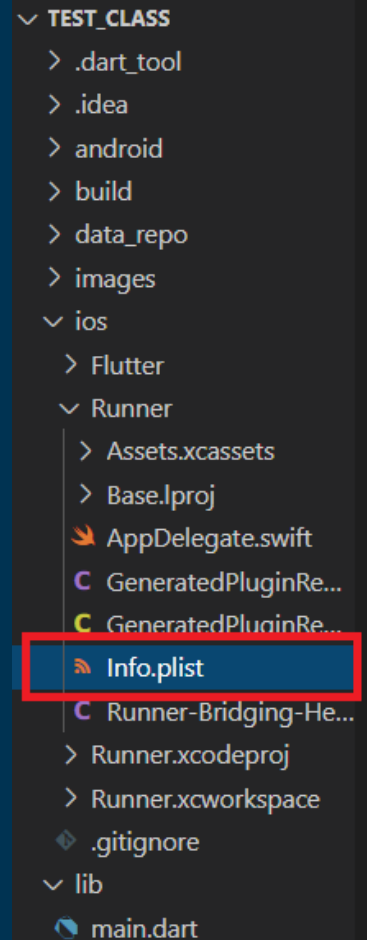 TEST_CLASS
.dart_tool
.idea
android
build
data_repo
images
ios
Flutter
Runner
Assets.xcassets
Base.lproj
AppDelegate.swift
C GeneratedPluginRe...
C GeneratedPluginRe...
Info.plist
C Runner-Bridging-He...
Runner.xcodeproj
Runner.xcworkspace
.gitignore
lib
main.dart